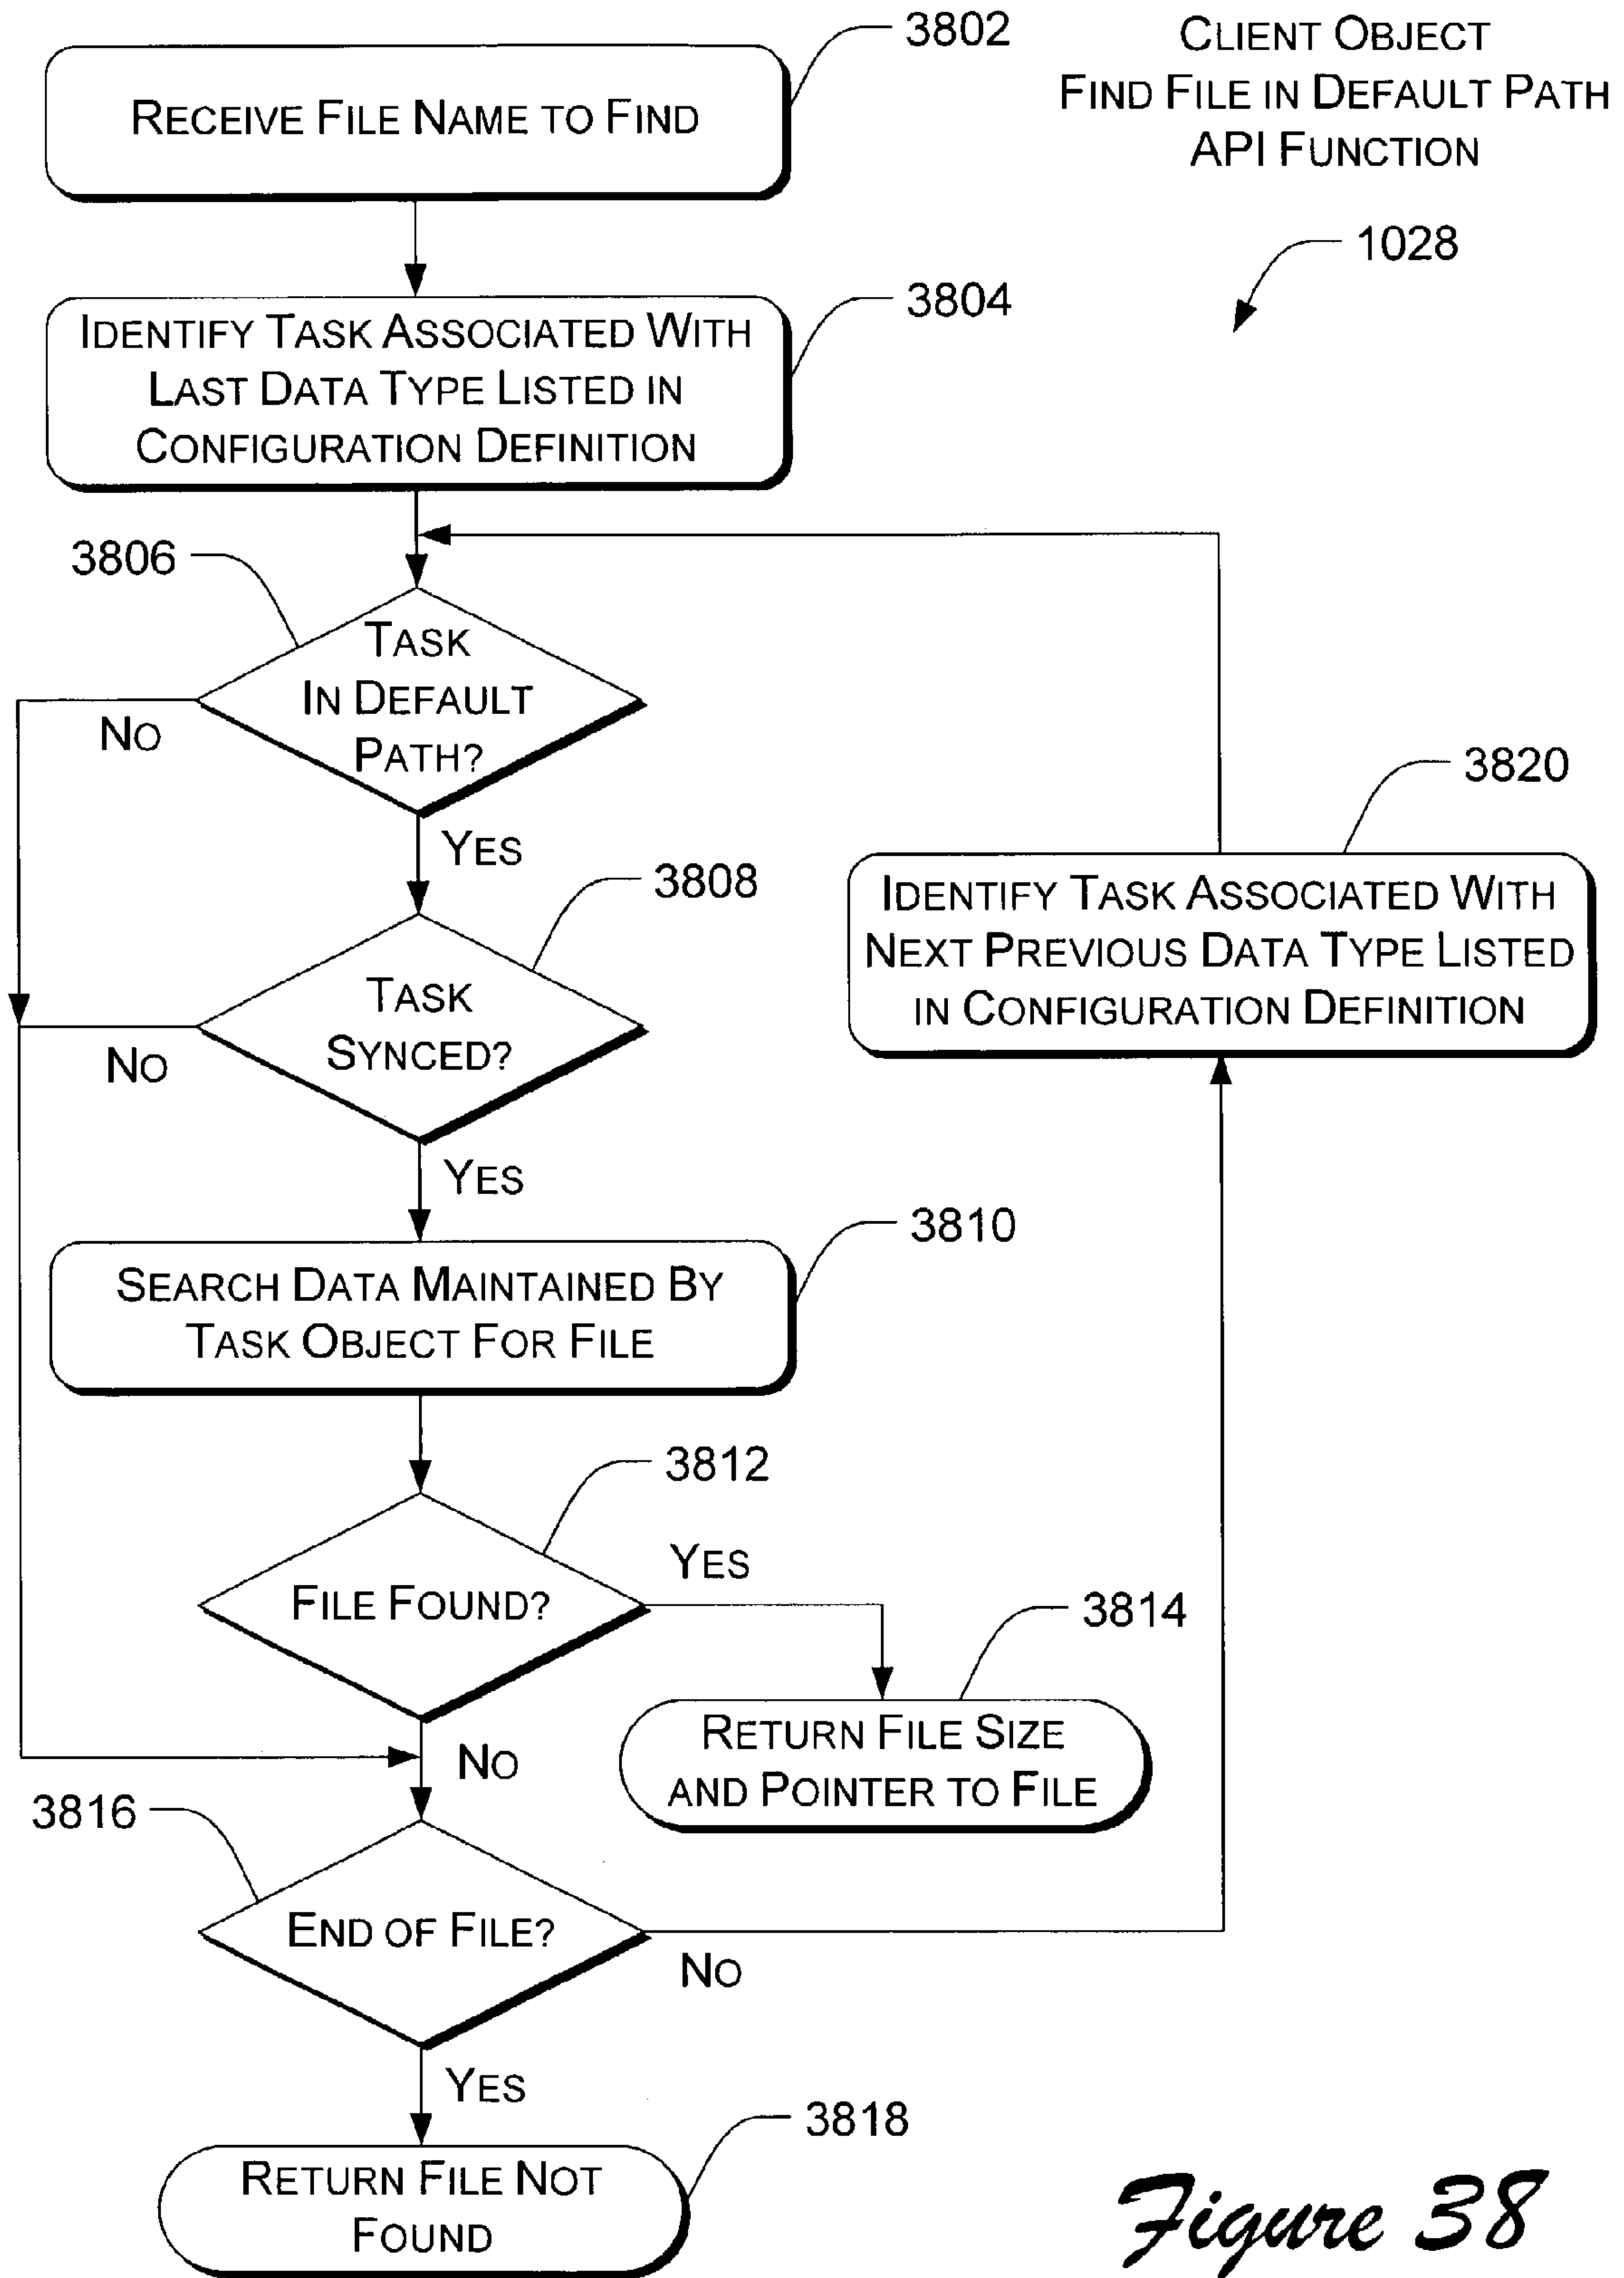 3802
CLIENT OBJECT
FIND FILE IN DEFAULT PATH
API FUNCTION
1028
RECEIVE FILE NAME TO FIND
3804
IDENTIFY TASK ASSOCIATED WITH
LAST DATA TYPE LISTED IN
CONFIGURATION DEFINITION
3806
TASK
IN DEFAULT
PATH?
NO
YES
3808
TASK
SYNCED?
NO
YES
3820
IDENTIFY TASK ASSOCIATED WITH
NEXT PREVIOUS DATA TYPE LISTED
IN CONFIGURATION DEFINITION
3810
SEARCH DATA MAINTAINED BY
TASK OBJECT FOR FILE
3812
FILE FOUND?
YES
3814
RETURN FILE SIZE
AND POINTER TO FILE
NO
3816
END OF FILE?
NO
YES
3818
RETURN FILE NOT
FOUND
Figure 38